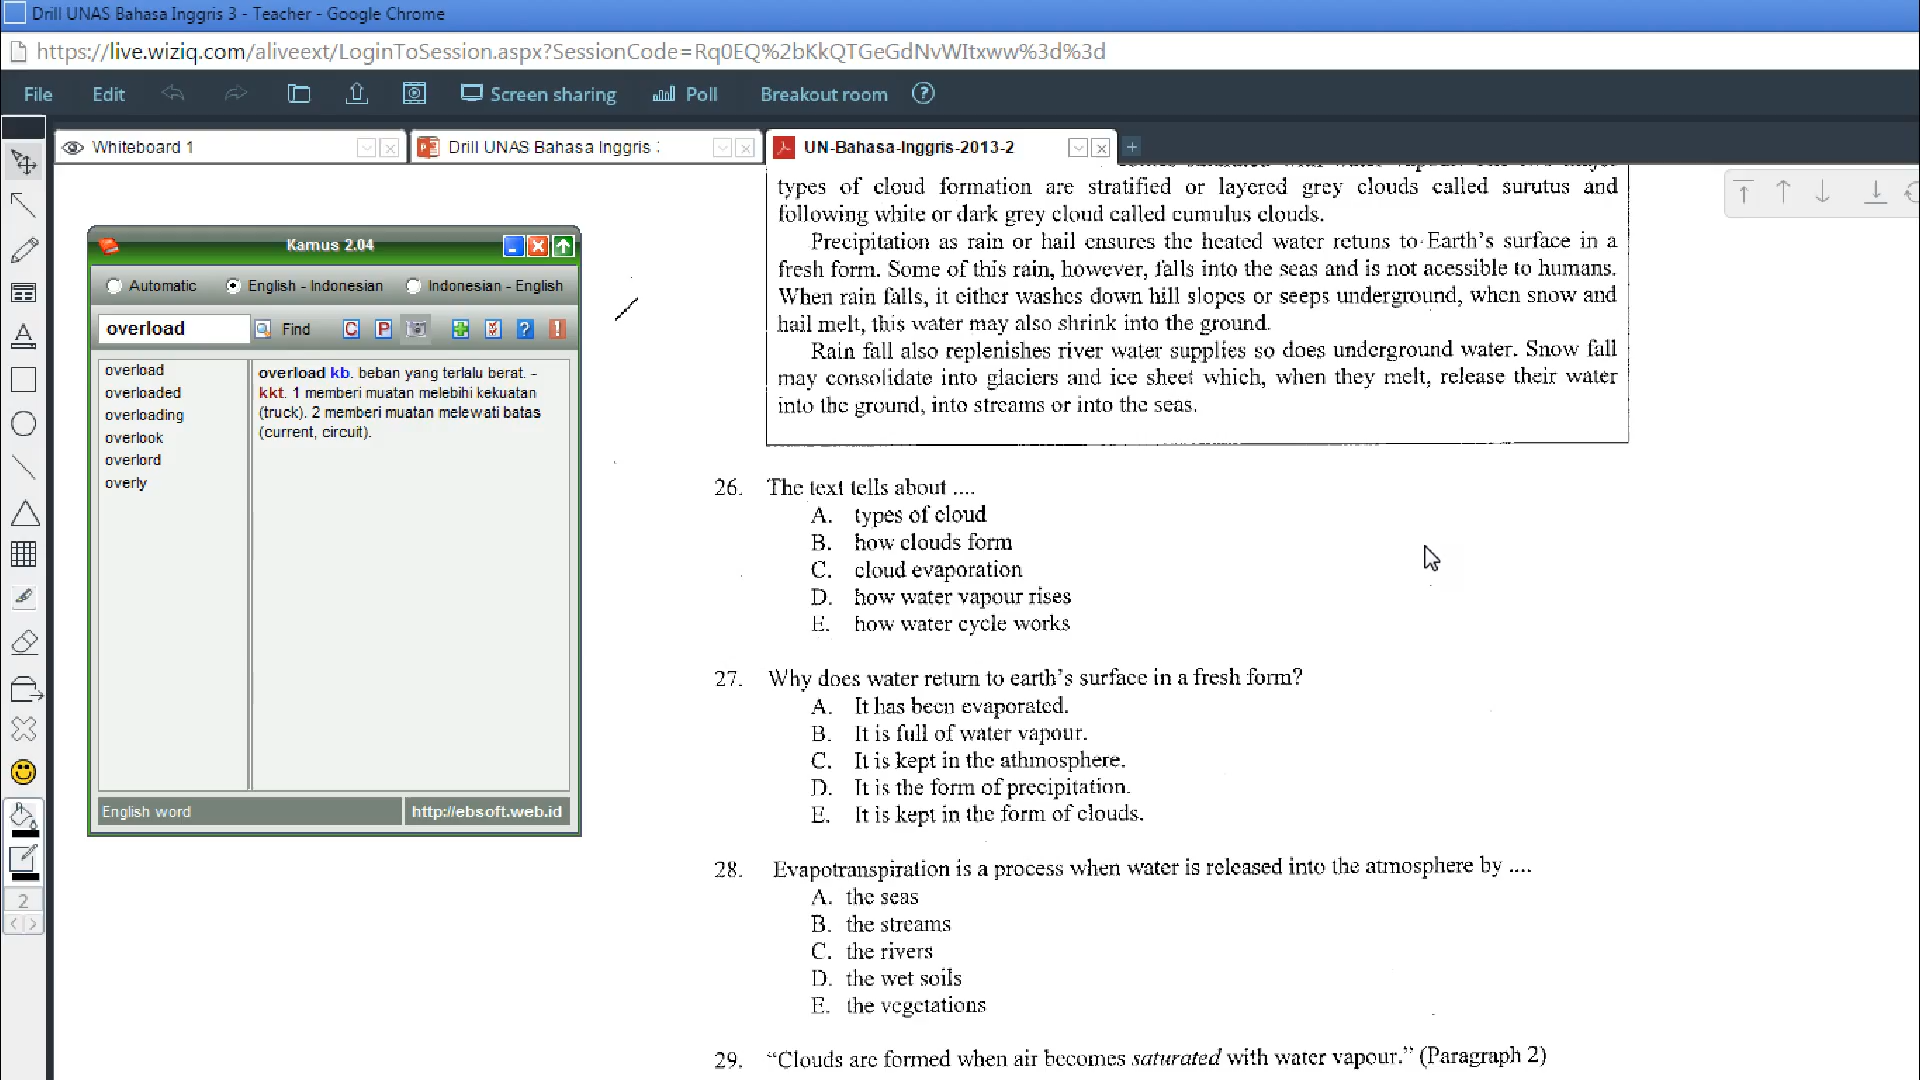 Drill UNAS Bahasa Inggris 3 - Teacher - Google Chrome
https://live.wiziq.com/aliveext/LoginToSession.aspx?SessionCode=Rq0EQ%2bKkQTGeGdNvWItxww%3d%3d
File Edit Screen sharing Poll Breakout room ?
Whiteboard 1
Drill UNAS Bahasa Inggris
UN-Bahasa-Inggris-2013-2
types of cloud formation are stratified or layered grey clouds called surutus and
following white or dark grey cloud called cumulus clouds.
Precipitation as rain or hail ensures the heated water retuns to Earth's surface in a
fresh form. Some of this rain, however, falls into the seas and is not acessible to humans.
When rain falls, it either washes down hill slopes or seeps underground, when snow and
hail melt, this water may also shrink into the ground.
Rain fall also replenishes river water supplies so does underground water. Snow fall
may consolidate into glaciers and ice sheet which, when they melt, release their water
into the ground, into streams or into the seas.
Kamus 2.04
Automatic English - Indonesian Indonesian - English
overload Find C P ? !
overload
overloaded
overloading
overlook
overlord
overly
overload kb. beban yang terlalu berat. -
kkt. 1 memberi muatan melebihi kekuatan
(truck). 2 memberi muatan melewati batas
(current, circuit).
English word
http://ebsoft.web.id
2
26. The text tells about ....
A. types of cloud
B. how clouds form
C. cloud evaporation
D. how water vapour rises
E. how water cycle works
27. Why does water return to earth's surface in a fresh form?
A. It has been evaporated.
B. It is full of water vapour.
C. It is kept in the athmosphere.
D. It is the form of precipitation.
E. It is kept in the form of clouds.
28. Evapotranspiration is a process when water is released into the atmosphere by ....
A. the seas
B. the streams
C. the rivers
D. the wet soils
E. the vegetations
29. "Clouds are formed when air becomes saturated with water vapour." (Paragraph 2)